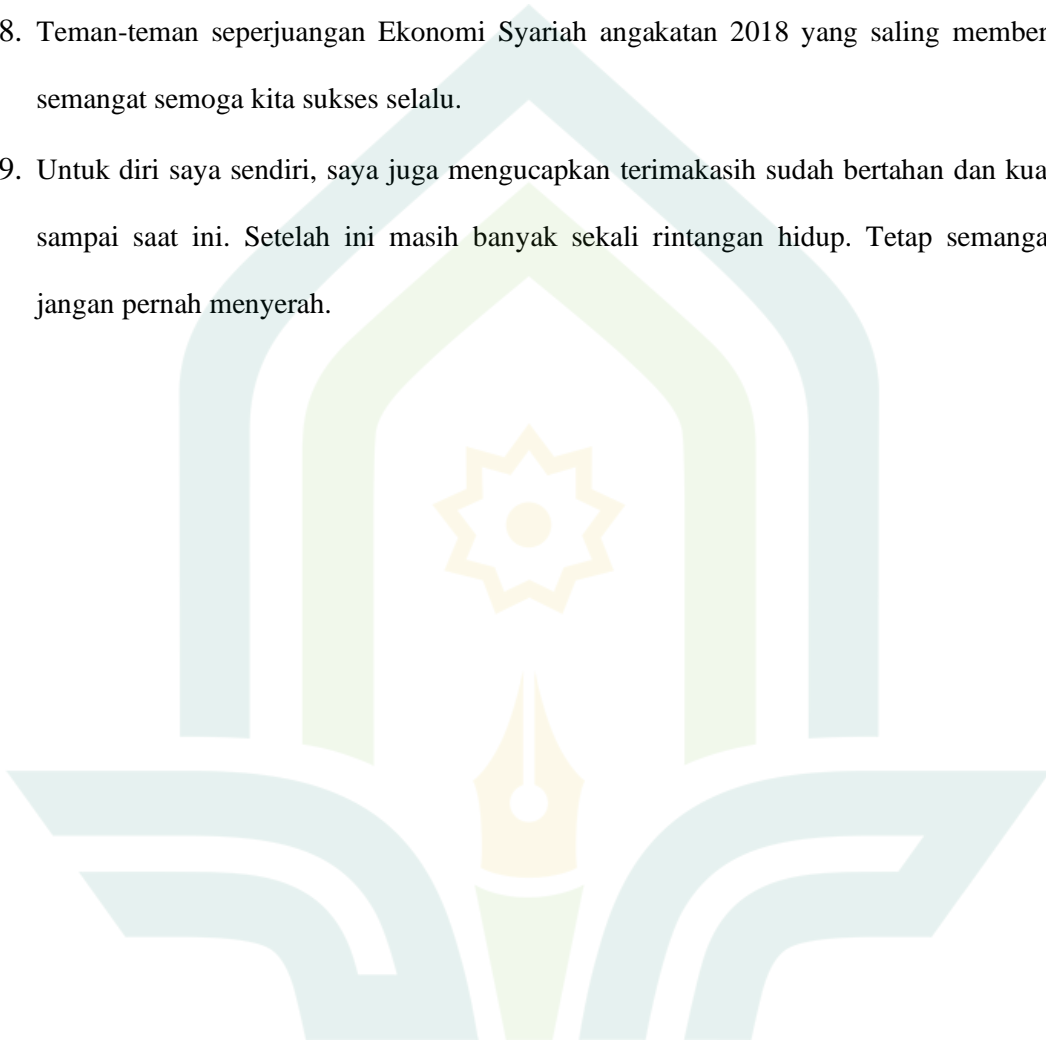 8. Teman-teman seperjuangan Ekonomi Syariah angakatan 2018 yang saling member
semangat semoga kita sukses selalu.
9. Untuk diri saya sendiri, saya juga mengucapkan terimakasih sudah bertahan dan kua
sampai saat ini. Setelah ini masih banyak sekali rintangan hidup. Tetap semanga
jangan pernah menyerah.